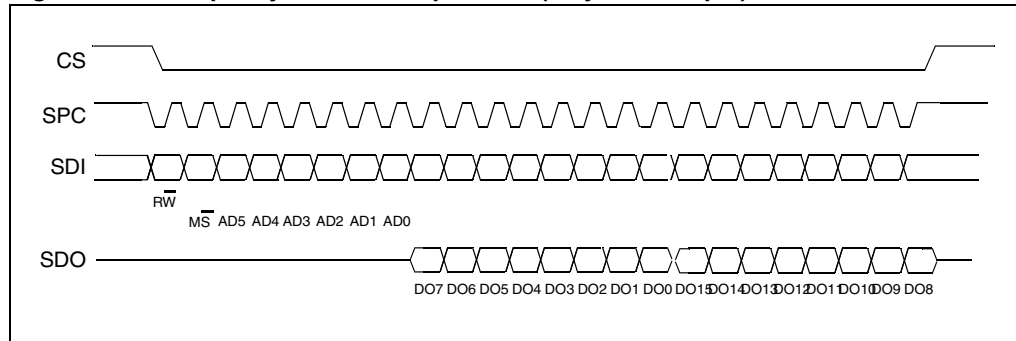 CS
SPC
SDI
RW
MS AD5 AD4 AD3 AD2 AD1 AD0
SDO
DO7 DO6 DO5 DO4 DO3 DO2 DO1 DO0 DO15 DO14 DO13 DO12 DO11 DO10 DO9 DO8